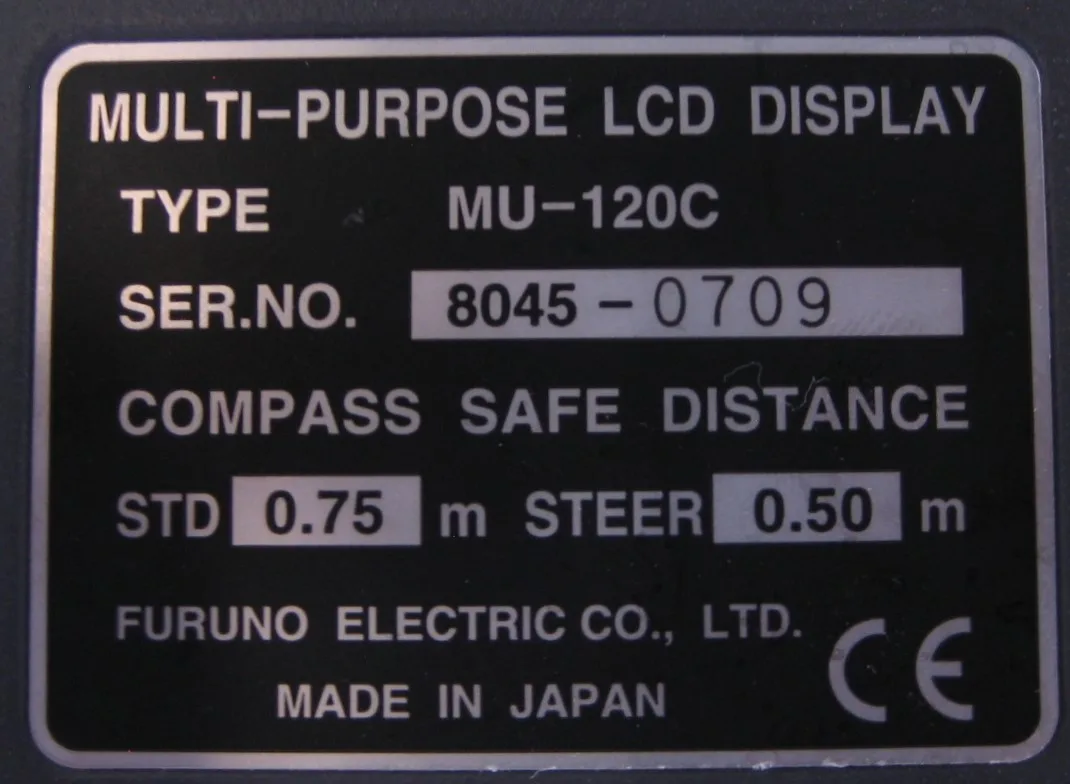 MULTI-PURPOSE LCD DISPLAY
TYPE MU-120C
SER.NO. 8045-0709
COMPASS SAFE DISTANCE
STD 0.75 m STEER 0.50 m
FURUNO ELECTRIC CO., LTD.
MADE IN JAPAN CE